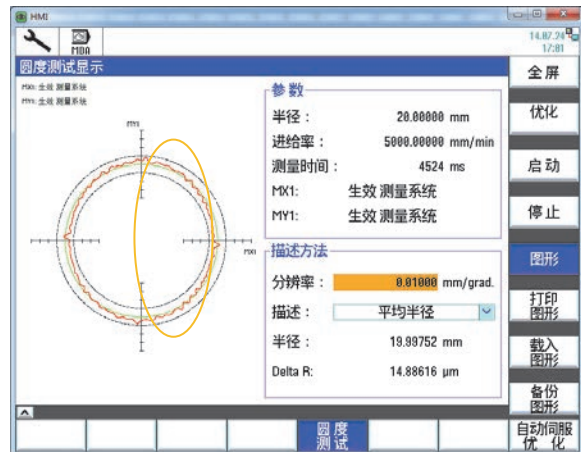 HMI
MDA
14.07.24
17:01
圆度测试显示
MX1: 生效 测量系统
MY1: 生效 测量系统
MY1
MX1
参数
半径： 20.00000 mm
进给率： 5000.00000 mm/min
测量时间： 4524 ms
MX1: 生效 测量系统
MY1: 生效 测量系统
描述方法
分辨率： 0.01000 mm/grad.
描述： 平均半径
半径： 19.99752 mm
Delta R: 14.88616 μm
全屏
优化
启动
停止
图形
打印
图形
载入
图形
备份
图形
圆度
测试
自动伺服
优 化